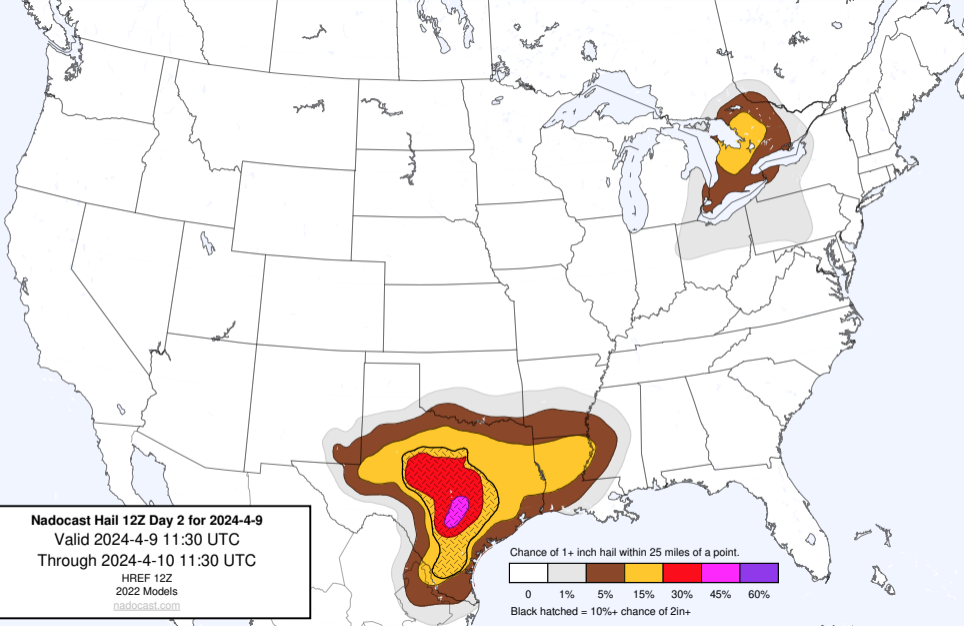 Nadocast Hail 12Z Day 2 for 2024-4-9
Valid 2024-4-9 11:30 UTC
Through 2024-4-10 11:30 UTC
HREF 12Z
2022 Models
nadocast.com
Chance of 1+ inch hail within 25 miles of a point.
0 1% 5% 15% 30% 45% 60%
Black hatched = 10%+ chance of 2in+